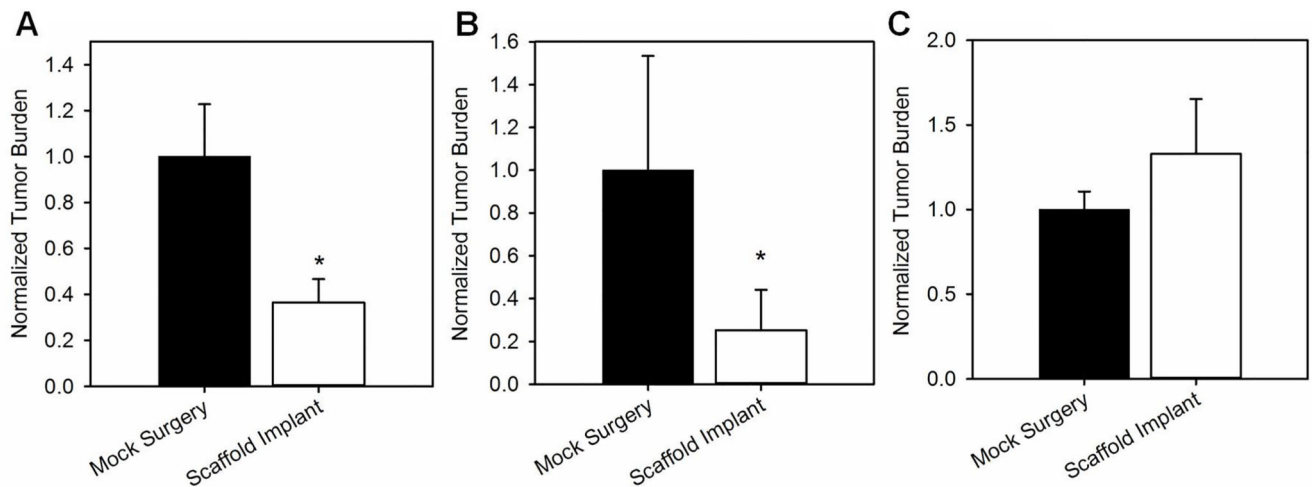 A
Normalized Tumor Burden
1.4
1.2
1.0
0.8
0.6
0.4
0.2
0.0
*
Mock Surgery
Scaffold Implant
B
Normalized Tumor Burden
1.6
1.4
1.2
1.0
0.8
0.6
0.4
0.2
0.0
*
Mock Surgery
Scaffold Implant
C
Normalized Tumor Burden
2.0
1.5
1.0
0.5
0.0
Mock Surgery
Scaffold Implant